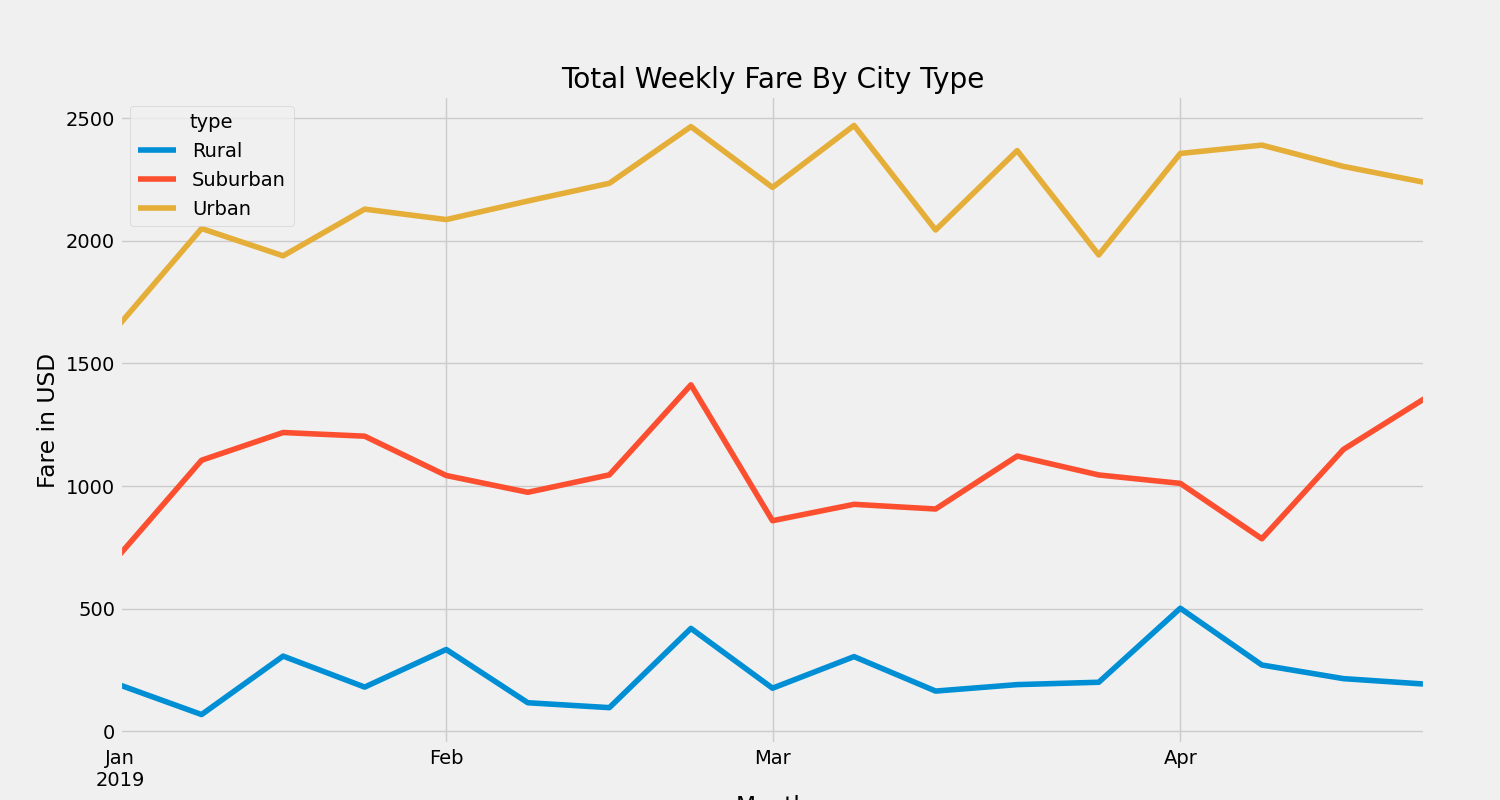 Total Weekly Fare By City Type
type
Rural
Suburban
Urban
Fare in USD
2500
2000
1500
1000
500
0
Jan Feb Mar Apr
2019